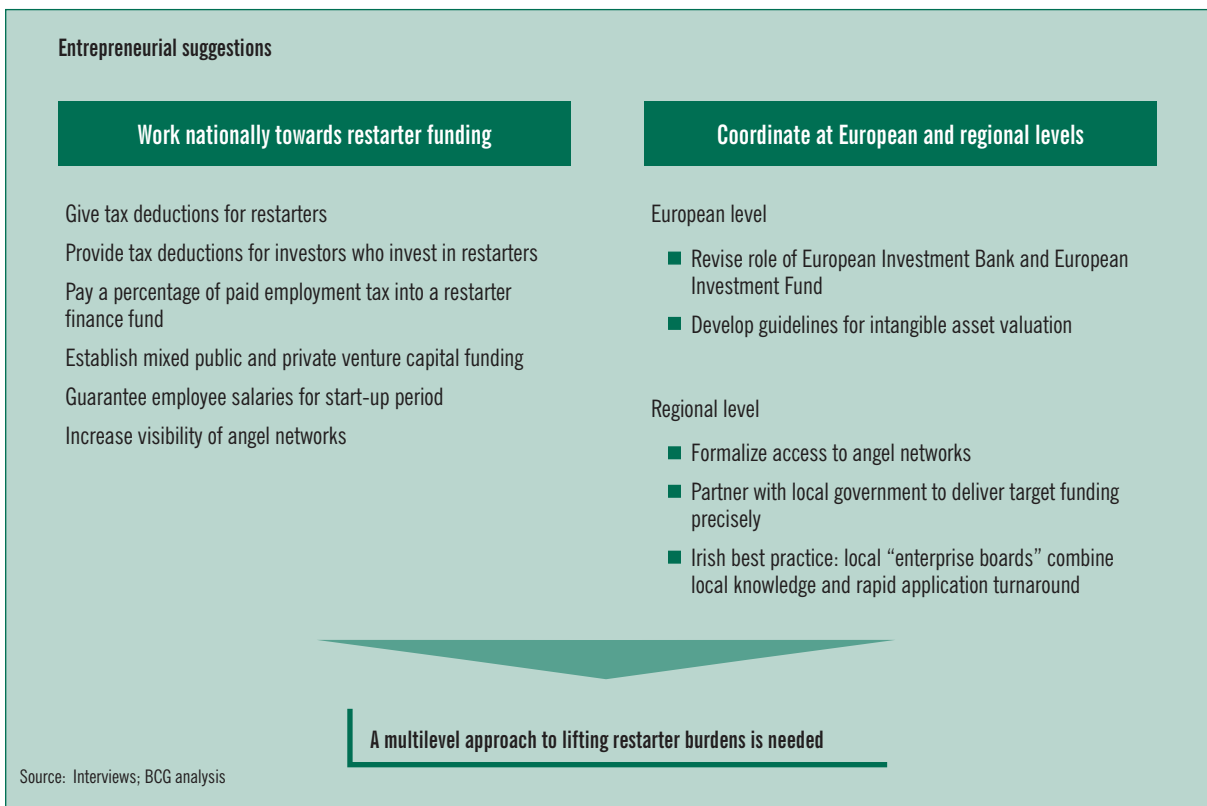 Entrepreneurial suggestions
Work nationally towards restarter funding
Give tax deductions for restarters
Provide tax deductions for investors who invest in restarters
Pay a percentage of paid employment tax into a restarter
finance fund
Establish mixed public and private venture capital funding
Guarantee employee salaries for start-up period
Increase visibility of angel networks
Coordinate at European and regional levels
European level
■ Revise role of European Investment Bank and European
Investment Fund
■ Develop guidelines for intangible asset valuation
Regional level
■ Formalize access to angel networks
■ Partner with local government to deliver target funding
precisely
■ Irish best practice: local “enterprise boards” combine
local knowledge and rapid application turnaround
A multilevel approach to lifting restarter burdens is needed
Source: Interviews; BCG analysis